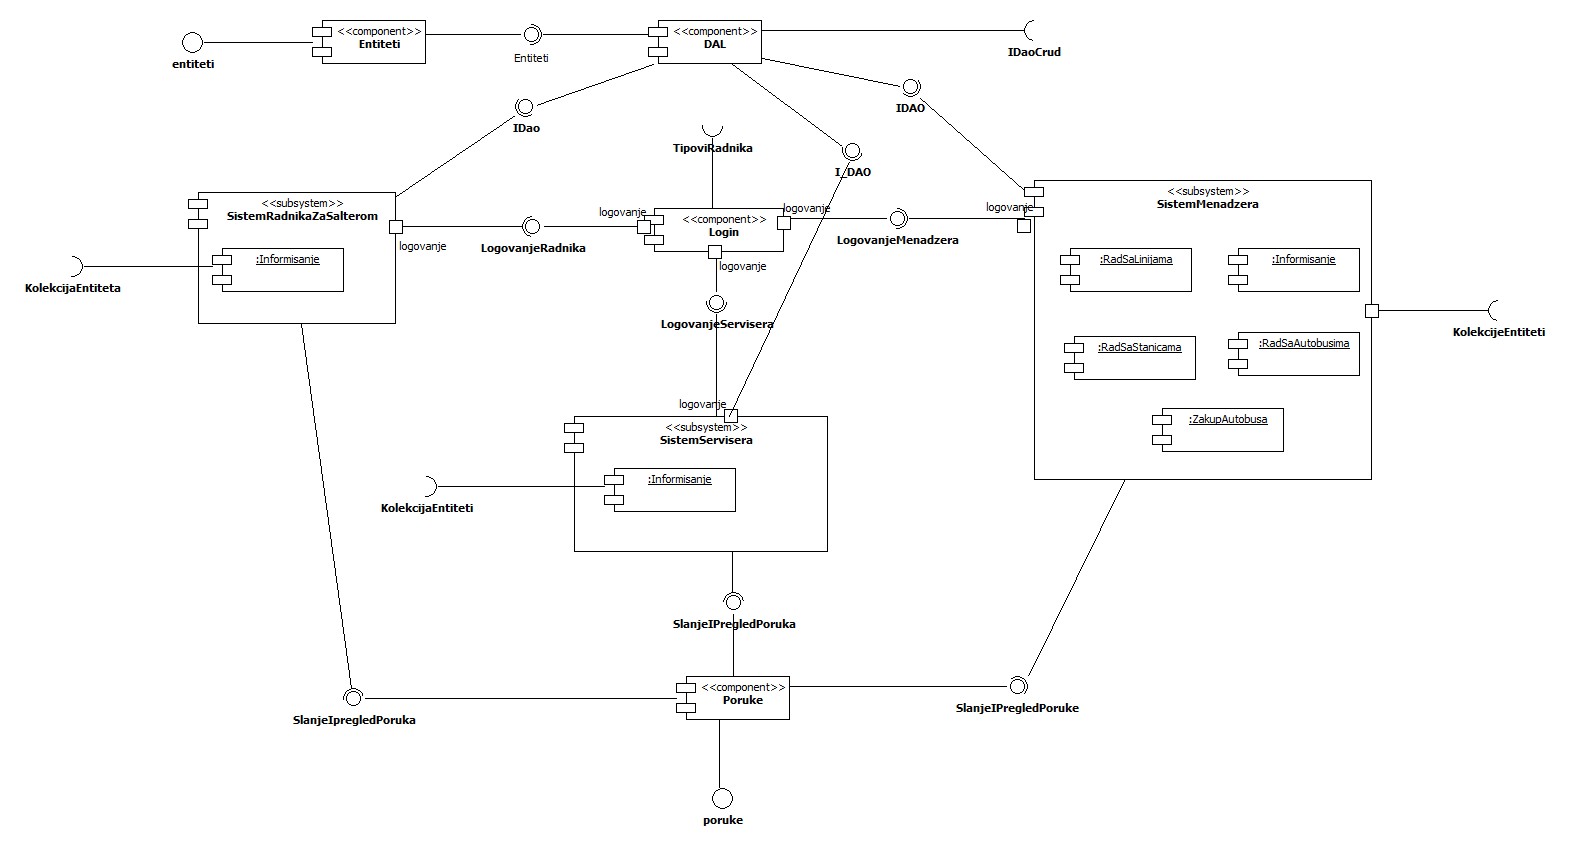 <<component>>
Entiteti
entiteti
Entiteti
<<component>>
DAL
IDaoCrud
IDao
IDAO
TipoviRadnika
I_DAO
<<subsystem>>
SistemRadnikaZaSalterom
logovanje
:Informisanje
KolekcijaEntiteta
LogovanjeRadnika
logovanje
<<component>>
Login
logovanje
logovanje
LogovanjeMenadzera
logovanje
<<subsystem>>
SistemMenadzera
:RadSaLinijama
:Informisanje
:RadSaStanicama
:RadSaAutobusima
:ZakupAutobusa
KolekcijeEntiteti
LogovanjeServisera
logovanje
<<subsystem>>
SistemServisera
:Informisanje
KolekcijaEntiteti
SlanjeIPregledPoruka
SlanjeIpregledPoruka
<<component>>
Poruke
SlanjeIPregledPoruke
poruke